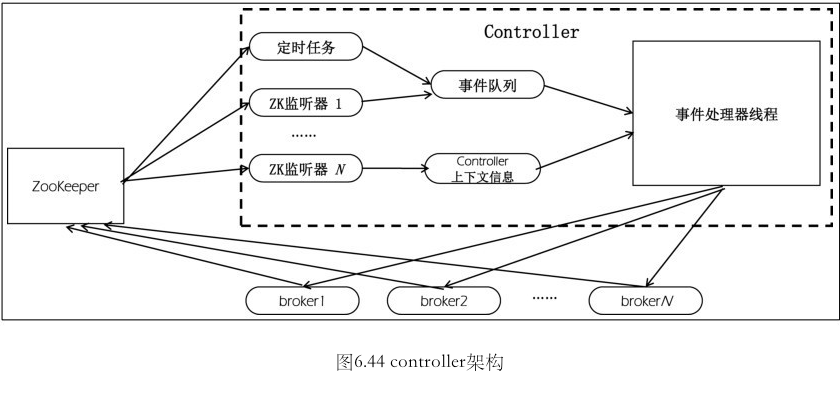 Controller
定时任务
ZK监听器 1
……
ZK监听器 N
事件队列
Controller
上下文信息
事件处理器线程
ZooKeeper
broker1
broker2
……
brokerN
图6.44 controller架构